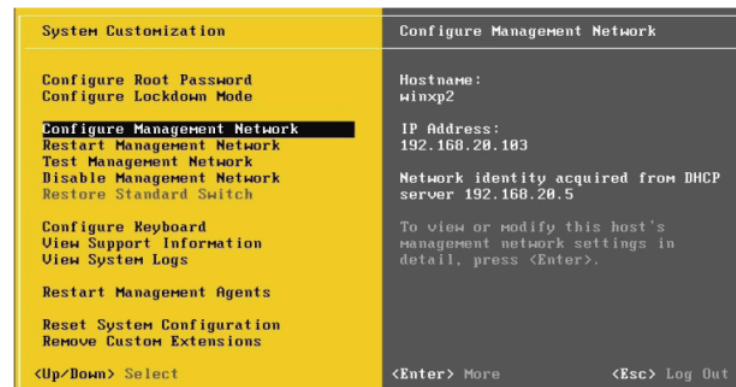 System Customization
Configure Root Password
Configure Lockdown Mode
Configure Management Network
Restart Management Network
Test Management Network
Disable Management Network
Restore Standard Switch
Configure Keyboard
View Support Information
View System Logs
Restart Management Agents
Reset System Configuration
Remove Custom Extensions
<Up/Down> Select
Configure Management Network
Hostname:
winxp2
IP Address:
192.168.20.103
Network identity acquired from DHCP
server 192.168.20.5
To view or modify this host's
management network settings in
detail, press <Enter>.
<Enter> More
<Esc> Log Out